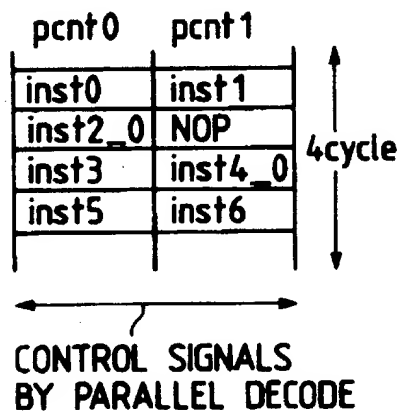 pcnt0 pcnt1
inst0 inst1
inst2_0 NOP
inst3 inst4_0
inst5 inst6
4cycle
CONTROL SIGNALS
BY PARALLEL DECODE